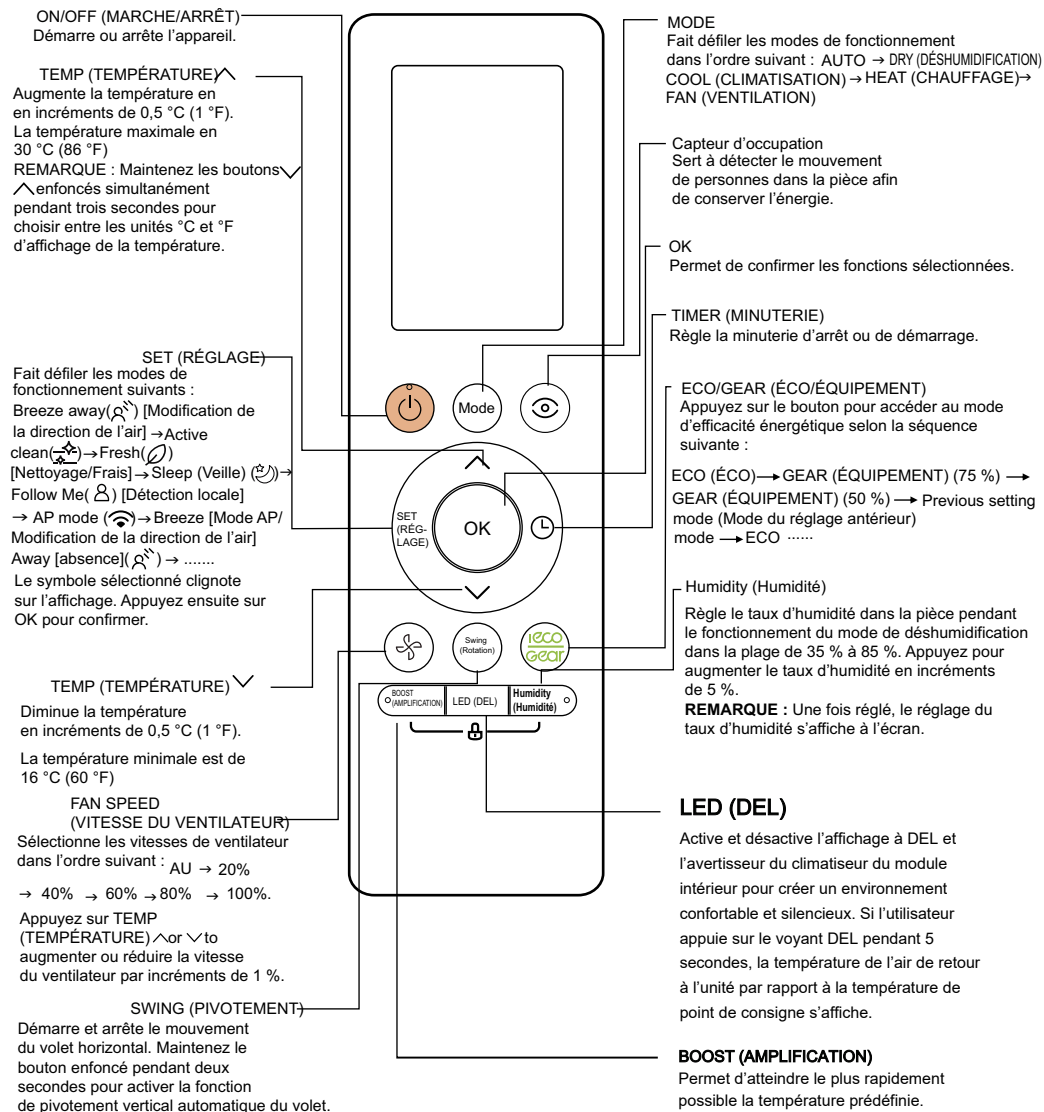 ON/OFF (MARCHE/ARRÊT)
Démarre ou arrête l’appareil.
TEMP (TEMPÉRATURE)
Augmente la température en
en incréments de 0,5 °C (1 °F).
La température maximale en
30 °C (86 °F)
REMARQUE : Maintenez les boutons
enfoncés simultanément
pendant trois secondes pour
choisir entre les unités °C et °F
d’affichage de la température.
SET (RÉGLAGE)
Fait défiler les modes de
fonctionnement suivants :
Breeze away( ) [Modification de
la direction de l’air] →Active
clean( )→Fresh( )
[Nettoyage/Frais]→Sleep (Veille) ( )→
Follow Me( ) [Détection locale]
→ AP mode ( )→Breeze [Mode AP/
Modification de la direction de l’air]
Away [absence]( ) → .......
Le symbole sélectionné clignote
sur l’affichage. Appuyez ensuite sur
OK pour confirmer.
TEMP (TEMPÉRATURE)
Diminue la température
en incréments de 0,5 °C (1 °F).
La température minimale est de
16 °C (60 °F)
FAN SPEED
(VITESSE DU VENTILATEUR)
Sélectionne les vitesses de ventilateur
dans l’ordre suivant : AU → 20%
→ 40% → 60% →80% → 100%.
Appuyez sur TEMP
(TEMPÉRATURE) or to
augmenter ou réduire la vitesse
du ventilateur par incréments de 1 %.
SWING (PIVOTEMENT)
Démarre et arrête le mouvement
du volet horizontal. Maintenez le
bouton enfoncé pendant deux
secondes pour activer la fonction
de pivotement vertical automatique du volet.
Mode
SET
(RÉG-
LAGE)
OK
Swing
(Rotation)
ieco
Gear
BOOST
(AMPLIFICATION)
LED (DEL)
Humidity
(Humidité)
MODE
Fait défiler les modes de fonctionnement
dans l’ordre suivant : AUTO → DRY (DÉSHUMIDIFICATION)
COOL (CLIMATISATION)→HEAT (CHAUFFAGE)→
FAN (VENTILATION)
Capteur d’occupation
Sert à détecter le mouvement
de personnes dans la pièce afin
de conserver l’énergie.
OK
Permet de confirmer les fonctions sélectionnées.
TIMER (MINUTERIE)
Règle la minuterie d’arrêt ou de démarrage.
ECO/GEAR (ÉCO/ÉQUIPEMENT)
Appuyez sur le bouton pour accéder au mode
d’efficacité énergétique selon la séquence
suivante :
ECO (ÉCO)→GEAR (ÉQUIPEMENT) (75 %) →
GEAR (ÉQUIPEMENT) (50 %) → Previous setting
mode (Mode du réglage antérieur)
mode →ECO ......
Humidity (Humidité)
Règle le taux d’humidité dans la pièce pendant
le fonctionnement du mode de déshumidification
dans la plage de 35 % à 85 %. Appuyez pour
augmenter le taux d’humidité en incréments
de 5 %.
REMARQUE : Une fois réglé, le réglage du
taux d’humidité s’affiche à l’écran.
LED (DEL)
Active et désactive l’affichage à DEL et
l’avertisseur du climatiseur du module
intérieur pour créer un environnement
confortable et silencieux. Si l’utilisateur
appuie sur le voyant DEL pendant 5
secondes, la température de l’air de retour
à l’unité par rapport à la température de
point de consigne s’affiche.
BOOST (AMPLIFICATION)
Permet d’atteindre le plus rapidement
possible la température prédéfinie.